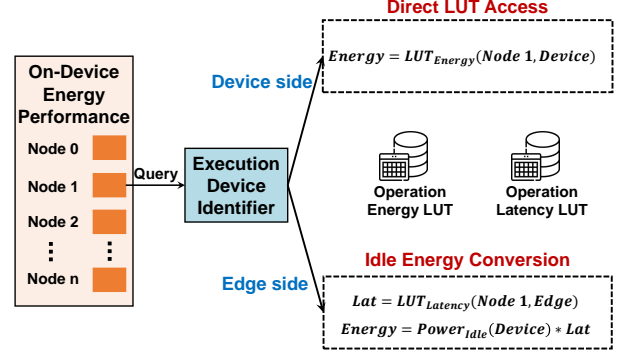 On-Device
Energy
Performance
Node 0
Node 1
Node 2
Node n
Query
Execution
Device
Identifier
Device side
Edge side
Direct LUT Access
Energy = LUT_Energy(Node 1, Device)
Operation
Energy LUT
Operation
Latency LUT
Idle Energy Conversion
Lat = LUT_Latency(Node 1, Edge)
Energy = Power_Idle(Device) * Lat